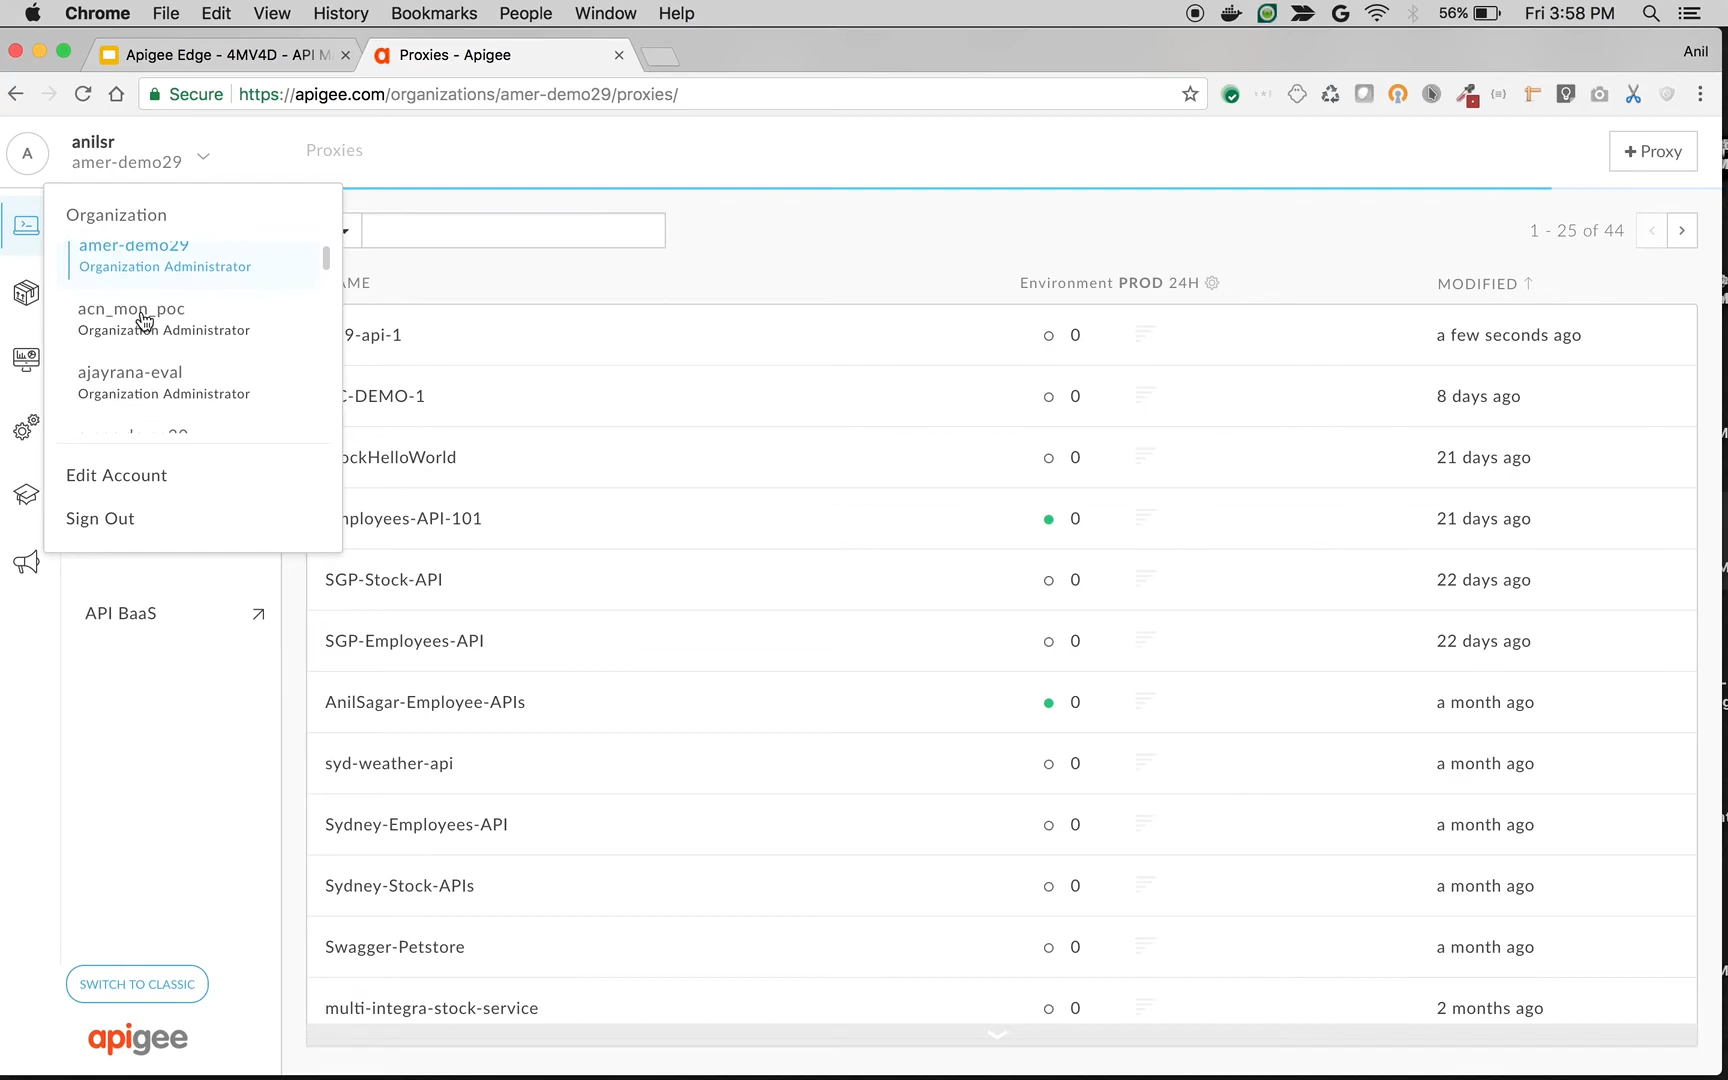 Chrome File Edit View History Bookmarks People Window Help 56% Fri 3:58 PM
Apigee Edge - 4MV4D - API M Proxies - Apigee Anil
Secure https://apigee.com/organizations/amer-demo29/proxies/
A
anilsr
amer-demo29
Proxies
+ Proxy
Organization
amer-demo29
Organization Administrator
acn_mon_poc
Organization Administrator
ajayrana-eval
Organization Administrator
Edit Account
Sign Out
API BaaS
SWITCH TO CLASSIC
apigee
1 - 25 of 44
AME Environment PROD 24H MODIFIED ↑
9-api-1 0 a few seconds ago
C-DEMO-1 0 8 days ago
ockHelloWorld 0 21 days ago
mployees-API-101 0 21 days ago
SGP-Stock-API 0 22 days ago
SGP-Employees-API 0 22 days ago
AnilSagar-Employee-APIs 0 a month ago
syd-weather-api 0 a month ago
Sydney-Employees-API 0 a month ago
Sydney-Stock-APIs 0 a month ago
Swagger-Petstore 0 a month ago
multi-integra-stock-service 0 2 months ago